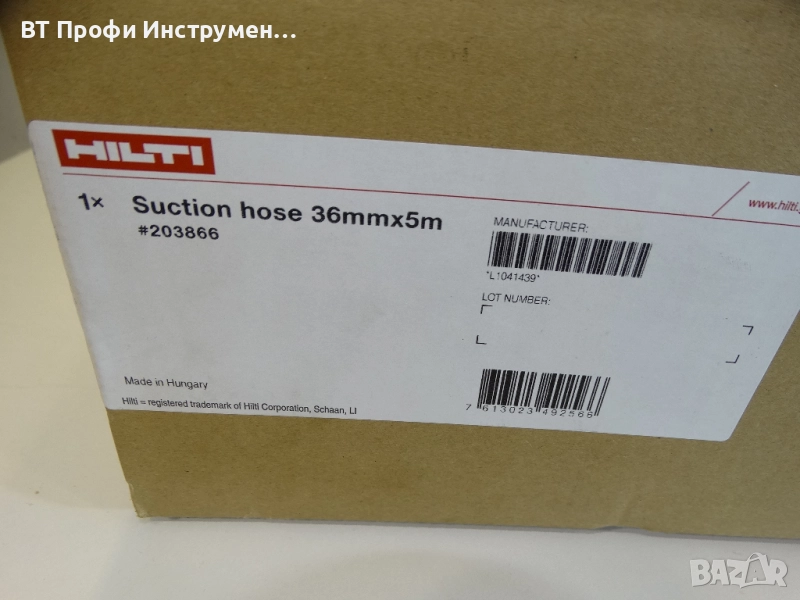 ВТ Профи Инструмен...
HILTI
www.hilti.
1x Suction hose 36mmx5m
#203866
MANUFACTURER:
*L1041439*
LOT NUMBER:
Made in Hungary
Hilti = registered trademark of Hilti Corporation, Schaan, LI
7 613023 492568
BAZAR